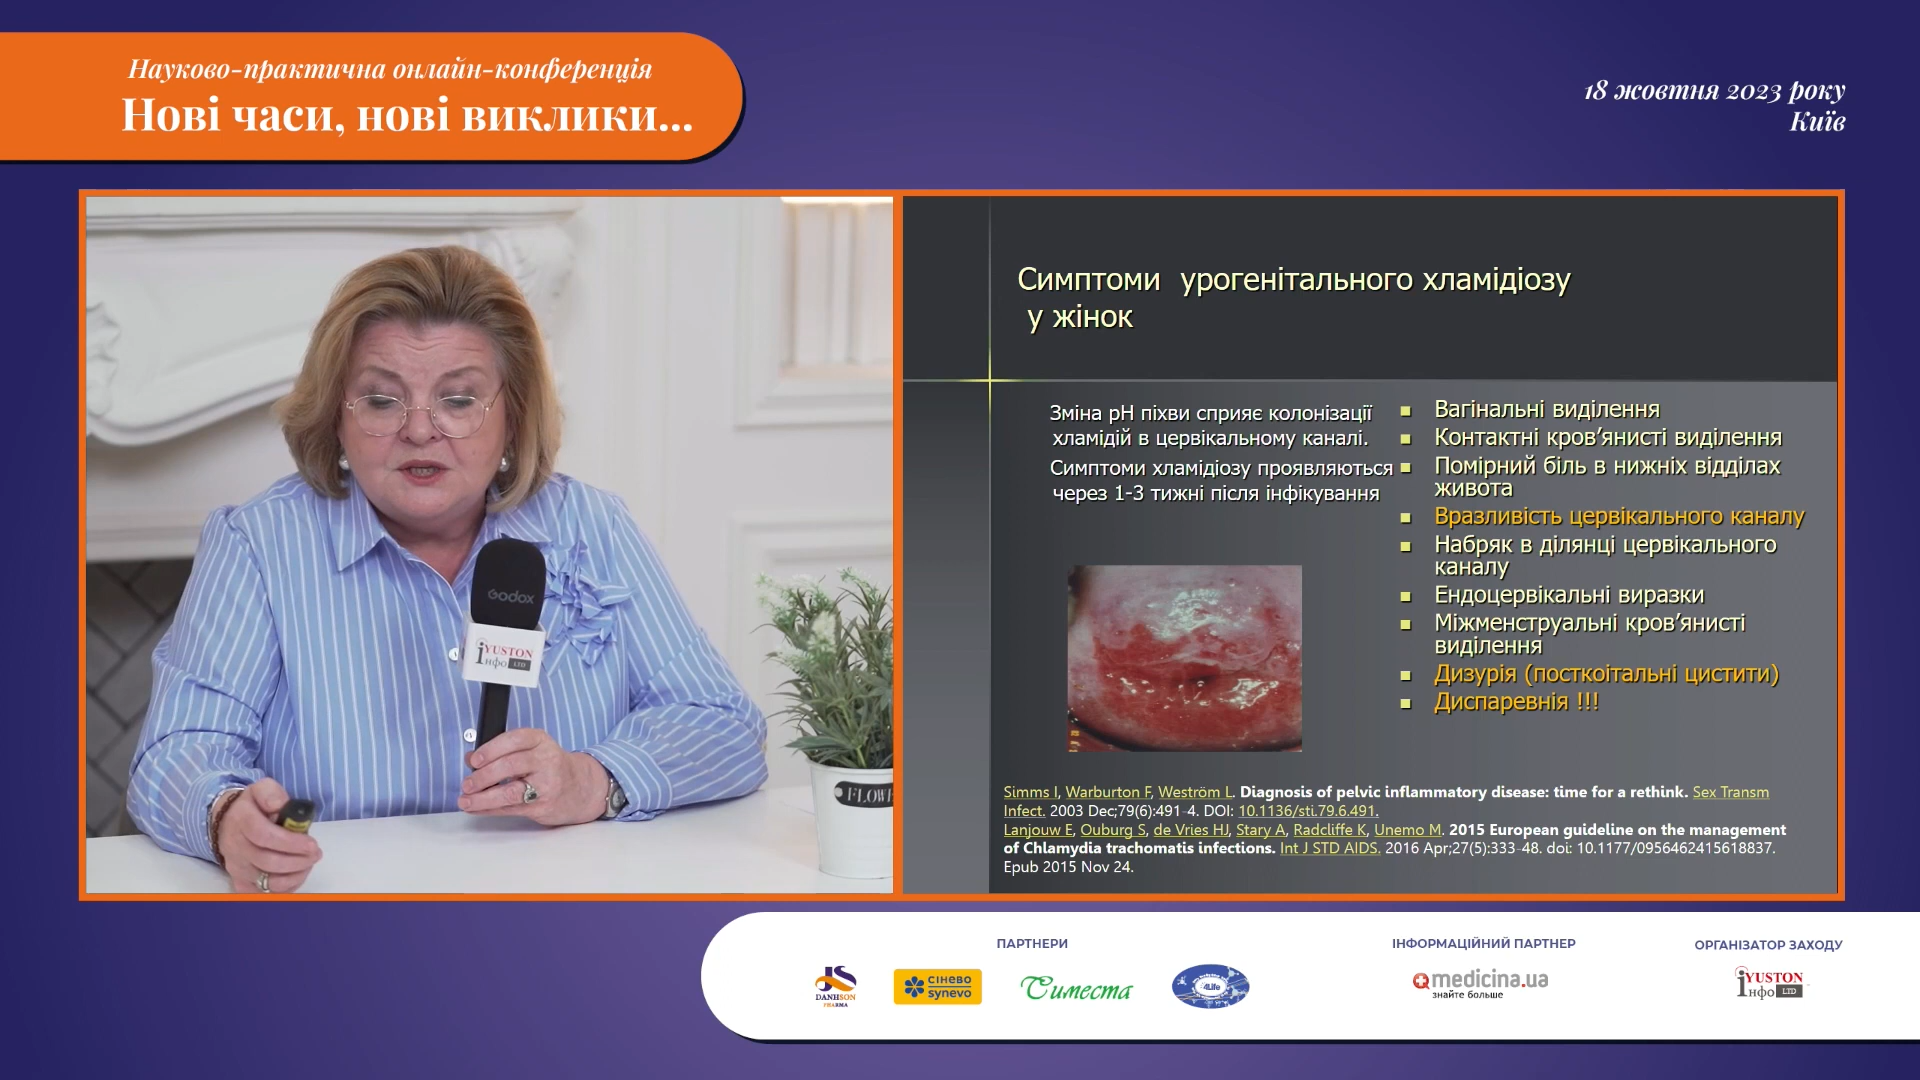 Науково-практична онлайн-конференція
Нові часи, нові виклики...
18 жовтня 2023 року
Київ
Godox
iYUSTON
Інфо LTD
FLOW
Симптоми урогенітального хламідіозу
у жінок
Зміна pH піхви сприяє колонізації
хламідій в цервікальному каналі.
Симптоми хламідіозу проявляються
через 1-3 тижні після інфікування
Вагінальні виділення
Контактні кров’янисті виділення
Помірний біль в нижніх відділах
живота
Вразливість цервікального каналу
Набряк в ділянці цервікального
каналу
Ендоцервікальні виразки
Міжменструальні кров’янисті
виділення
Дизурія (посткоітальні цистити)
Диспаревнія !!!
Simms I, Warburton F, Weström L. Diagnosis of pelvic inflammatory disease: time for a rethink. Sex Transm
Infect. 2003 Dec;79(6):491-4. DOI: 10.1136/sti.79.6.491.
Lanjouw E, Ouburg S, de Vries HJ, Stary A, Radcliffe K, Unemo M. 2015 European guideline on the management
of Chlamydia trachomatis infections. Int J STD AIDS. 2016 Apr;27(5):333-48. doi: 10.1177/0956462415618837.
Epub 2015 Nov 24.
ПАРТНЕРИ
DANHSON
PHARMA
СІНЕВО
synevo
Симеста
4Life
ІНФОРМАЦІЙНИЙ ПАРТНЕР
medicina.ua
знайте больше
ОРГАНІЗАТОР ЗАХОДУ
iYUSTON
Інфо LTD